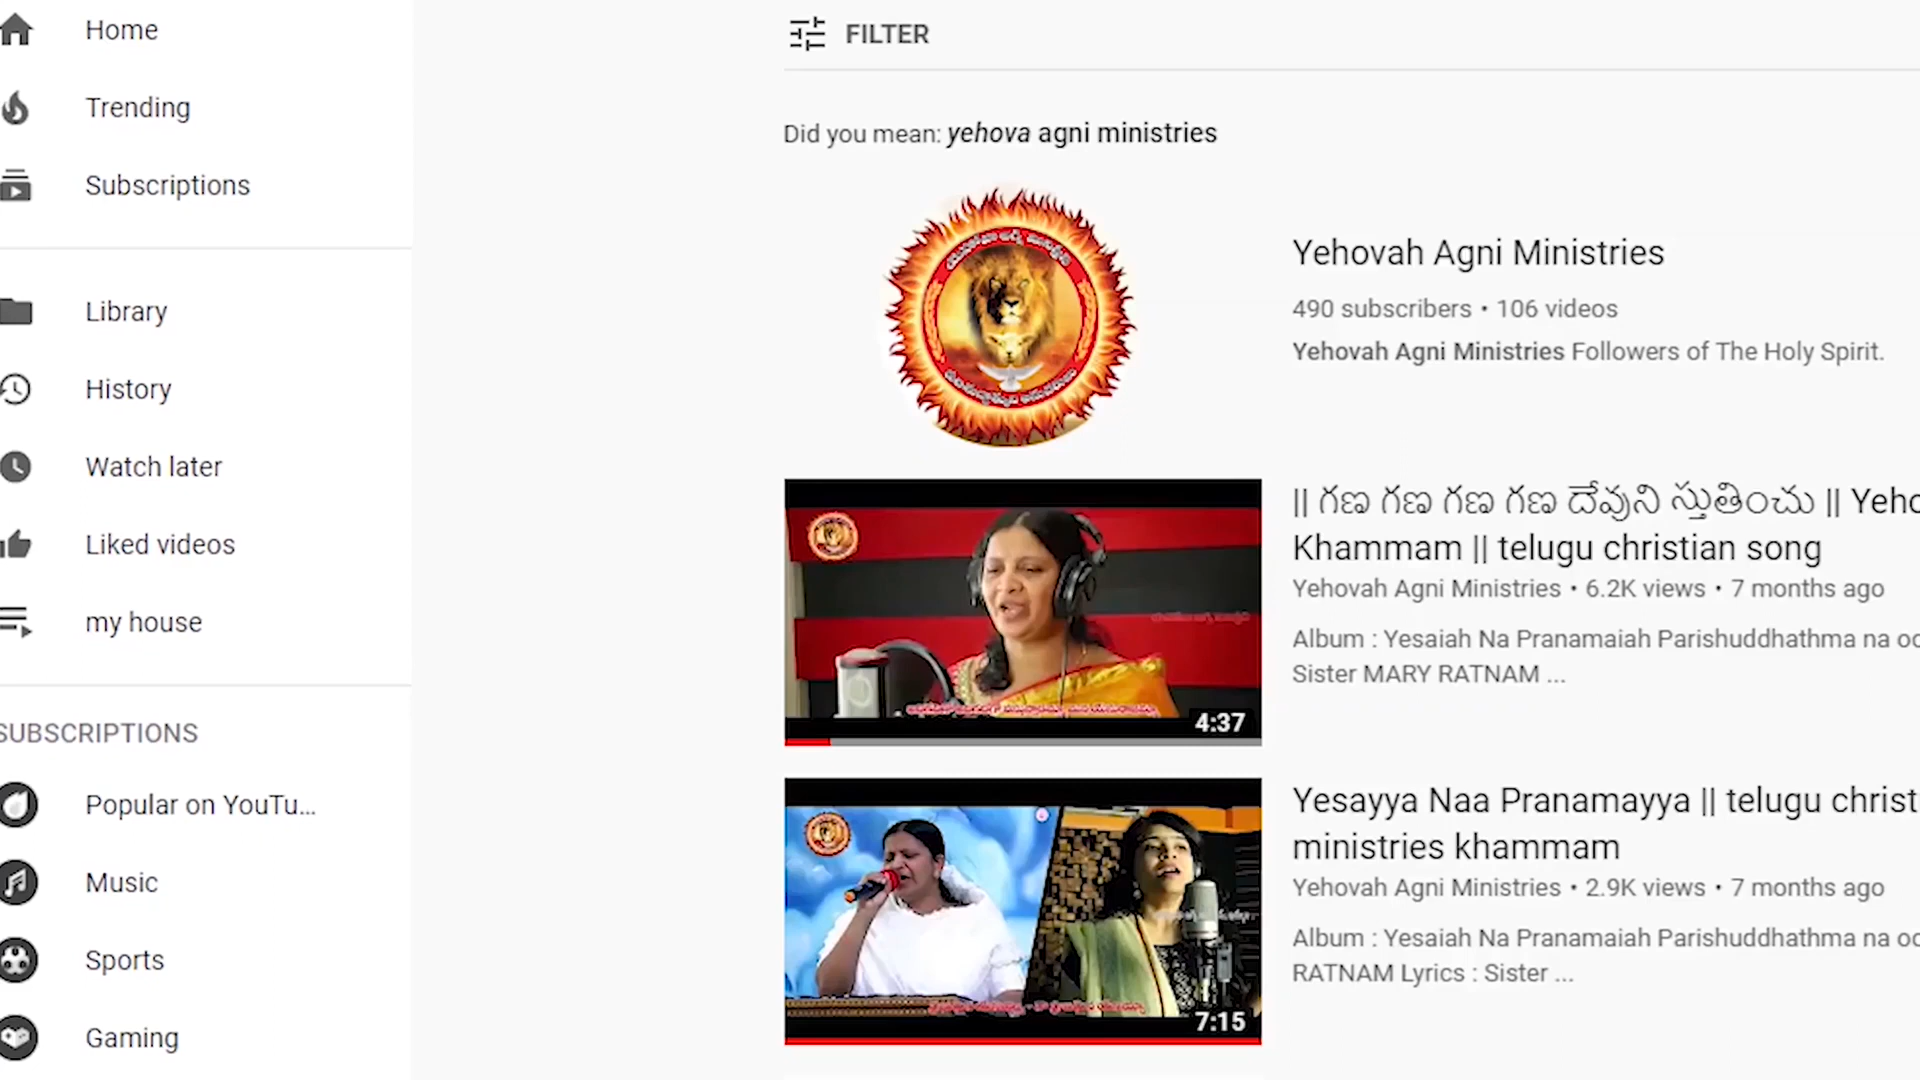 Home
Trending
Subscriptions
Library
History
Watch later
Liked videos
my house
SUBSCRIPTIONS
Popular on YouTu...
Music
Sports
Gaming
FILTER
Did you mean: yehova agni ministries
Yehovah Agni Ministries
490 subscribers • 106 videos
Yehovah Agni Ministries Followers of The Holy Spirit.
4:37
|| గణ గణ గణ గణ దేవుని స్తుతించు || Yeho
Khammam || telugu christian song
Yehovah Agni Ministries • 6.2K views • 7 months ago
Album : Yesaiah Na Pranamaiah Parishuddhathma na oo
Sister MARY RATNAM ...
7:15
Yesayya Naa Pranamayya || telugu christ
ministries khammam
Yehovah Agni Ministries • 2.9K views • 7 months ago
Album : Yesaiah Na Pranamaiah Parishuddhathma na oo
RATNAM Lyrics : Sister ...